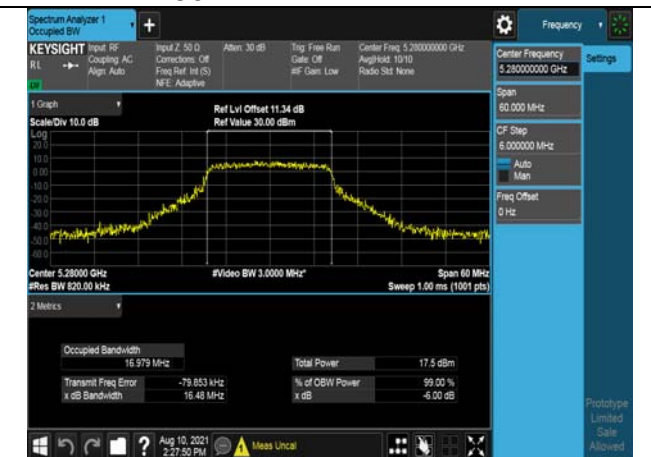 Spectrum Analyzer 1
Occupied BW
Frequency
KEYSIGHT
RL
Input: RF
Coupling: AC
Align: Auto
Input Z: 50 Ω
Corrections: Off
Freq Ref: Int (S)
NFE: Adaptive
Atten: 30 dB
Trig: Free Run
Gate: Off
#IF Gain: Low
Center Freq: 5.280000000 GHz
Avg|Hold: 10/10
Radio Std: None
Center Frequency
5.280000000 GHz
Settings
Span
60.000 MHz
CF Step
6.000000 MHz
Auto
Man
Freq Offset
0 Hz
1 Graph
Scale/Div 10.0 dB
Ref Lvl Offset 11.34 dB
Ref Value 30.00 dBm
Log
20.0
10.0
0.00
-10.0
-20.0
-30.0
-40.0
-50.0
-60.0
Center 5.28000 GHz
#Video BW 3.0000 MHz*
Span 60 MHz
#Res BW 820.00 kHz
Sweep 1.00 ms (1001 pts)
2 Metrics
Occupied Bandwidth
16.979 MHz
Total Power 17.5 dBm
Transmit Freq Error -79.853 kHz
% of OBW Power 99.00 %
x dB Bandwidth 16.48 MHz
x dB -6.00 dB
Prototype
Limited
Sale
Allowed
Aug 10, 2021
2:27:50 PM
Meas Uncal